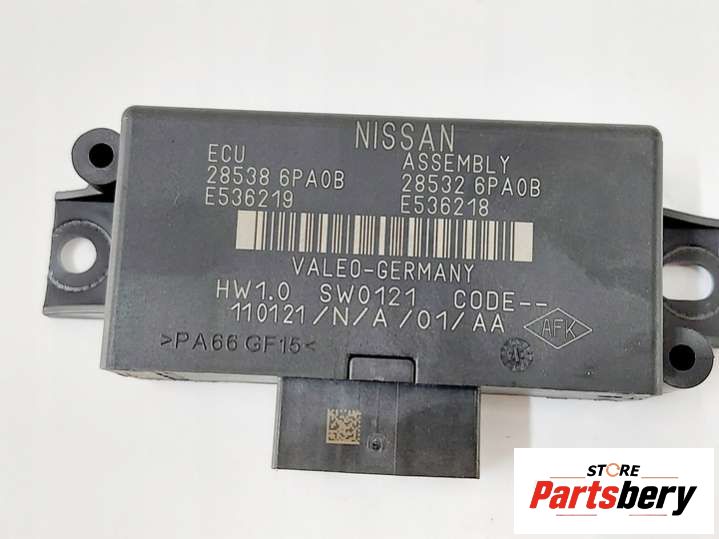 NISSAN
ECU ASSEMBLY
28538 6PA0B 28532 6PA0B
E536219 E536218
VALEO-GERMANY
HW1.0 SW0121 CODE--
110121/N/A/01/AA AFK
>PA66 GF15<
STORE
Partsbery